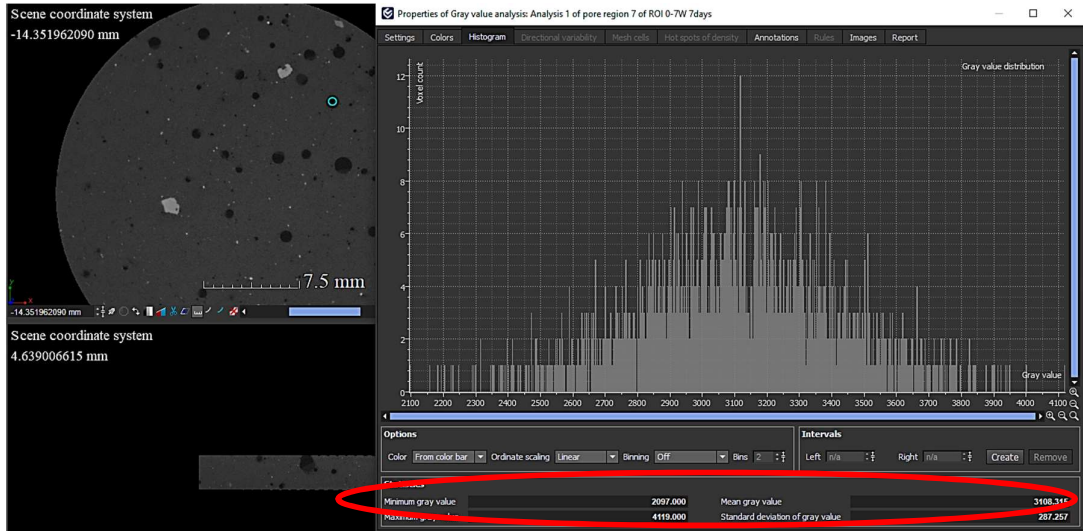 Scene coordinate system
-14.351962090 mm
7.5 mm
-14.351962090 mm
Scene coordinate system
4.639006615 mm
Properties of Gray value analysis: Analysis 1 of pore region 7 of ROI 0-7W 7days
Settings Colors Histogram Directional variability Mesh cells Hot spots of density Annotations Rules Images Report
Gray value distribution
Voxel count
12
10
8
6
4
2
0
Gray value
2100 2200 2300 2400 2500 2600 2700 2800 2900 3000 3100 3200 3300 3400 3500 3600 3700 3800 3900 4000
Options
Color From color bar Ordinate scaling Linear Binning Off Bins 2
Intervals
Left n/a Right n/a Create Remove
Minimum gray value 2097.000 Mean gray value
Maximum gray value 4119.000 Standard deviation of gray value 287.257